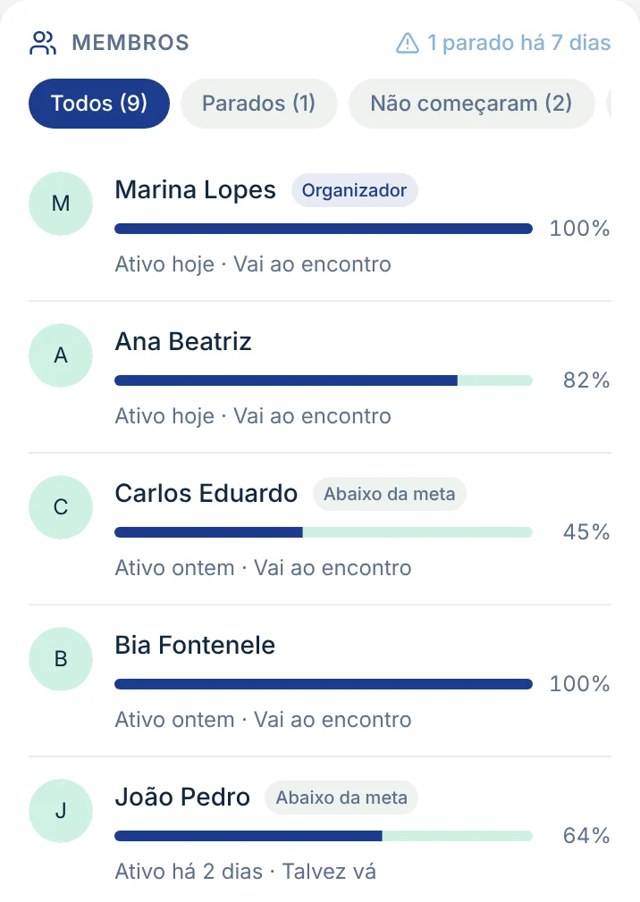 MEMBROS
1 parado há 7 dias
Todos (9)
Parados (1)
Não começaram (2)
M
Marina Lopes
Organizador
100%
Ativo hoje · Vai ao encontro
A
Ana Beatriz
82%
Ativo hoje · Vai ao encontro
C
Carlos Eduardo
Abaixo da meta
45%
Ativo ontem · Vai ao encontro
B
Bia Fontenele
100%
Ativo ontem · Vai ao encontro
J
João Pedro
Abaixo da meta
64%
Ativo há 2 dias · Talvez vá